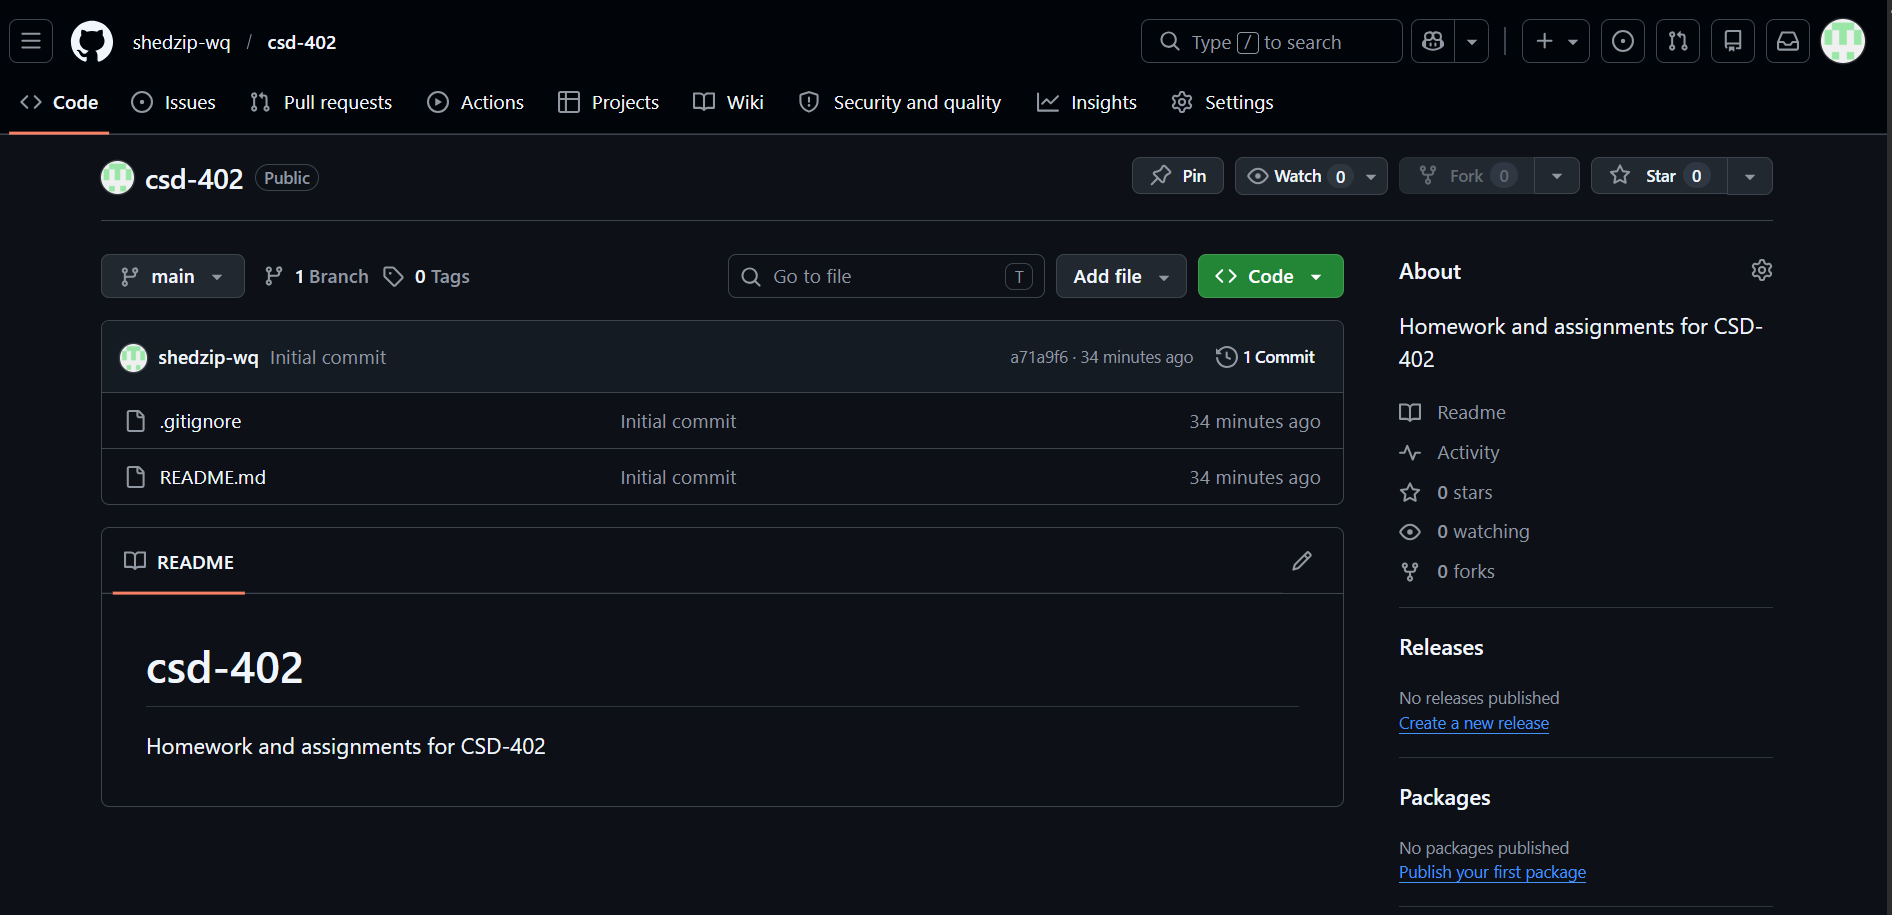 shedzip-wq / csd-402
Type / to search
Code Issues Pull requests Actions Projects Wiki Security and quality Insights Settings
csd-402 Public
Pin Watch 0 Fork 0 Star 0
main 1 Branch 0 Tags Go to file T Add file Code
shedzip-wq Initial commit a71a9f6 · 34 minutes ago 1 Commit
.gitignore Initial commit 34 minutes ago
README.md Initial commit 34 minutes ago
README
csd-402
Homework and assignments for CSD-402
About
Homework and assignments for CSD-
402
Readme
Activity
0 stars
0 watching
0 forks
Releases
No releases published
Create a new release
Packages
No packages published
Publish your first package